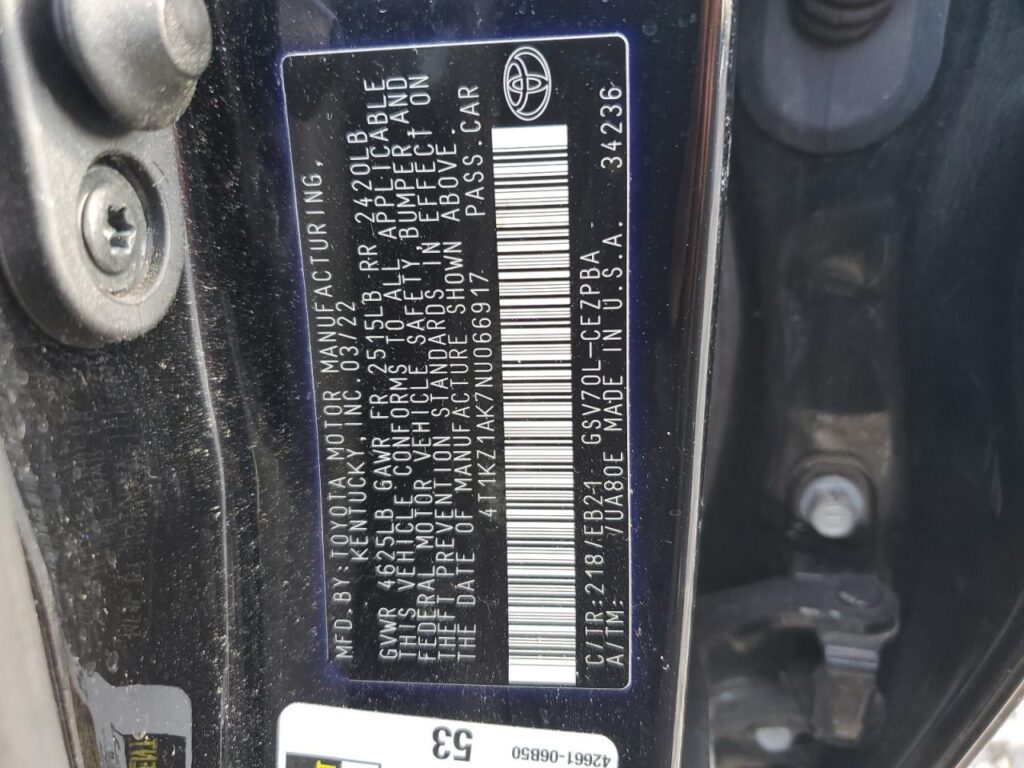 MFD. BY: TOYOTA MOTOR MANUFACTURING,
KENTUCKY, INC. 03/22
GVWR 4625LB GAWR FR 2515LB RR 2420LB
THIS VEHICLE CONFORMS TO ALL APPLICABLE
FEDERAL MOTOR VEHICLE SAFETY, BUMPER AND
THEFT PREVENTION STANDARDS IN EFFECT ON
THE DATE OF MANUFACTURE SHOWN ABOVE.
4T1KZ1AK7NU066917 PASS.CAR
C/TR:218/EB21 GSV70L-CEZPBA
A/TM: /UA80E MADE IN U.S.A. 34236
53
42661-06B50